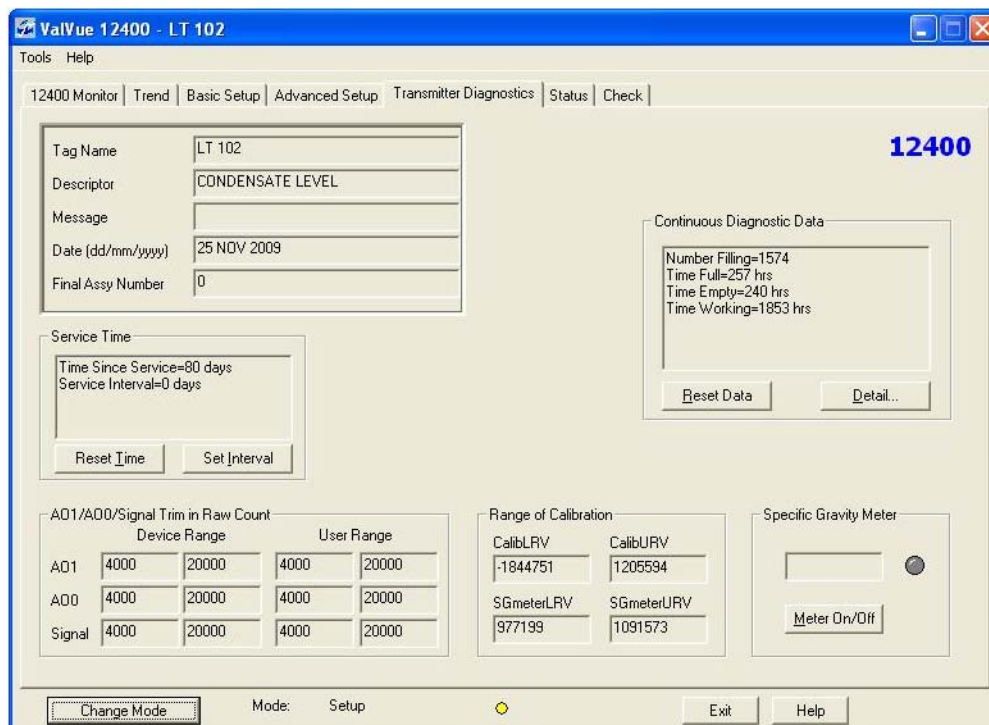 ValVue 12400 - LT 102
Tools Help
12400 Monitor Trend Basic Setup Advanced Setup Transmitter Diagnostics Status Check
12400
Tag Name LT 102
Descriptor CONDENSATE LEVEL
Message
Date (dd/mm/yyyy) 25 NOV 2009
Final Assy Number 0
Continuous Diagnostic Data
Number Filling=1574
Time Full=257 hrs
Time Empty=240 hrs
Time Working=1853 hrs
Reset Data Detail...
Service Time
Time Since Service=80 days
Service Interval=0 days
Reset Time Set Interval
AO1/AO0/Signal Trim in Raw Count
Device Range User Range
AO1 4000 20000 4000 20000
AO0 4000 20000 4000 20000
Signal 4000 20000 4000 20000
Range of Calibration
CalibLRV CalibURV
-1844751 1205594
SGmeterLRV SGmeterURV
977199 1091573
Specific Gravity Meter
Meter On/Off
Change Mode Mode: Setup Exit Help